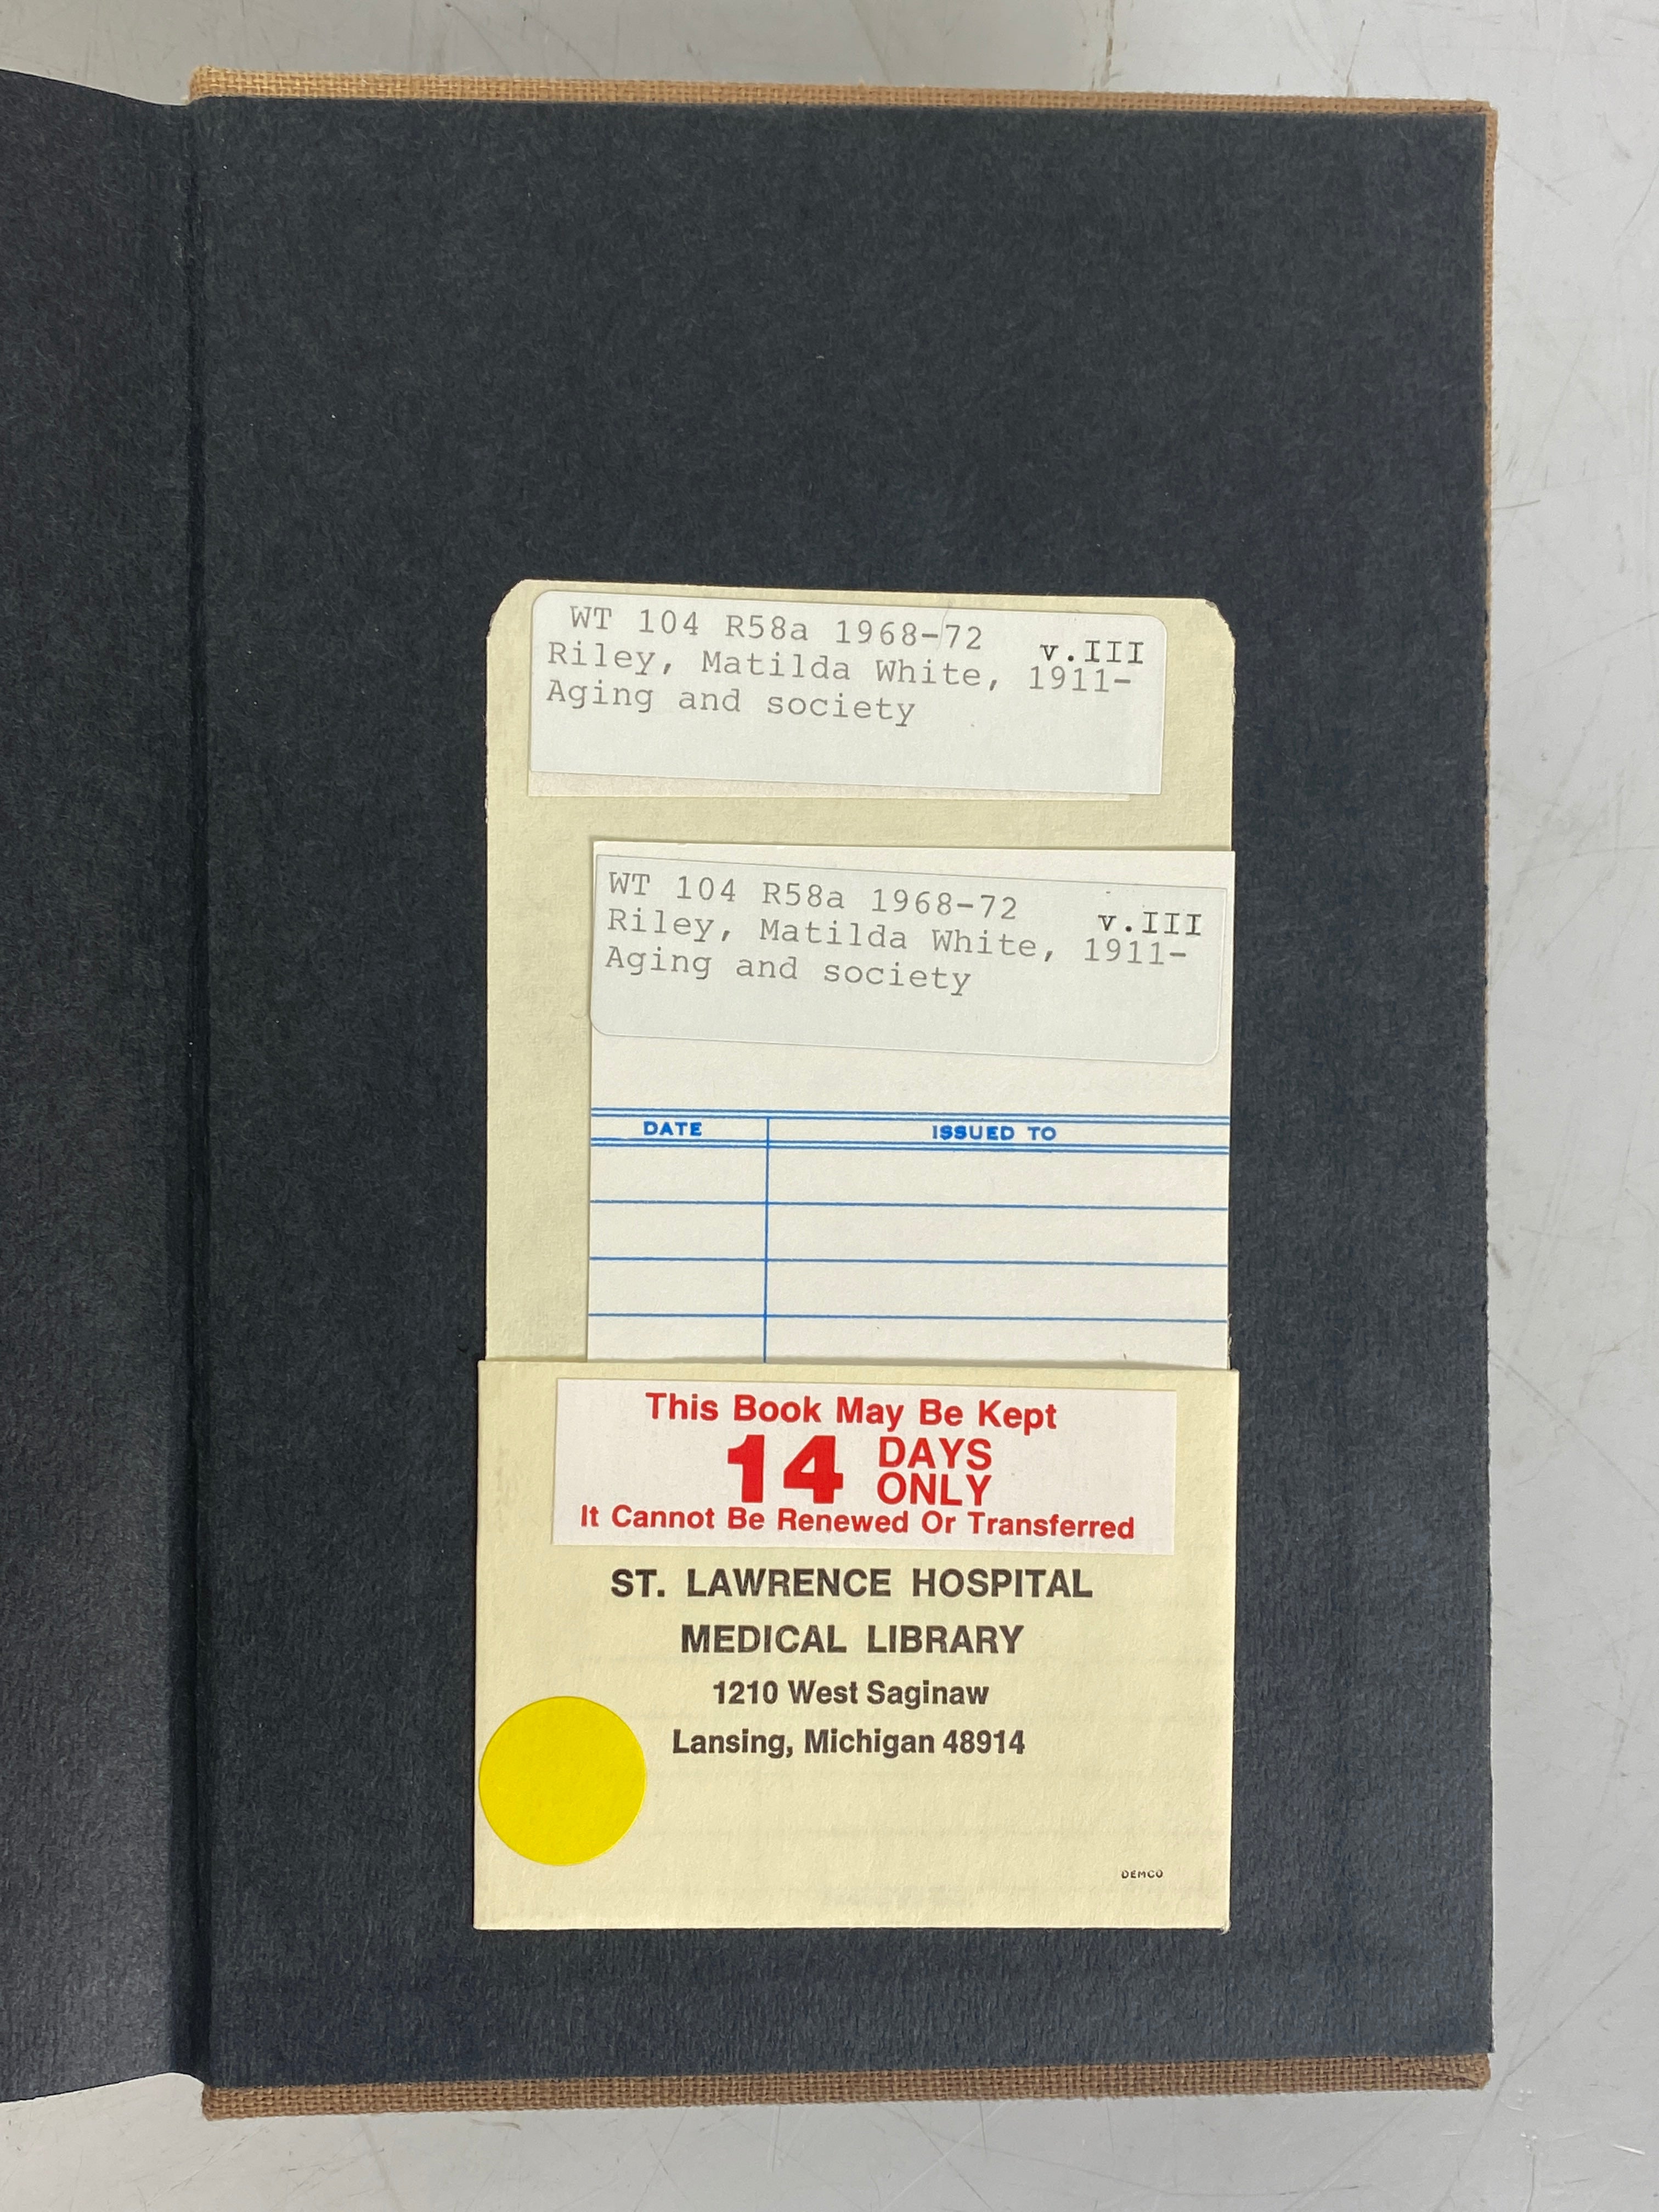 WT 104 R58a 1968-72 v.III
Riley, Matilda White, 1911-
Aging and society
WT 104 R58a 1968-72 v.III
Riley, Matilda White, 1911-
Aging and society
DATE ISSUED TO
This Book May Be Kept
14 DAYS ONLY
It Cannot Be Renewed Or Transferred
ST. LAWRENCE HOSPITAL
MEDICAL LIBRARY
1210 West Saginaw
Lansing, Michigan 48914
DEMCO